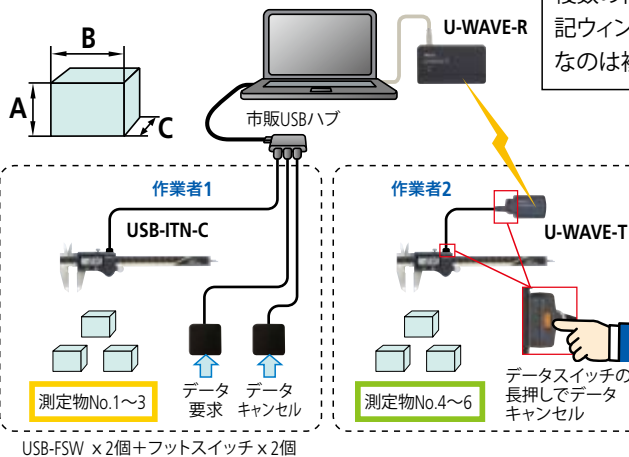 複数の
記ウィン
なのは複
U-WAVE-R
B
A
C
市販USBハブ
作業者1
USB-ITN-C
測定物No.1～3
データ
要求
データ
キャンセル
作業者2
U-WAVE-T
測定物No.4～6
データスイッチの
長押しでデータ
キャンセル
USB-FSW x2個＋フットスイッチx2個